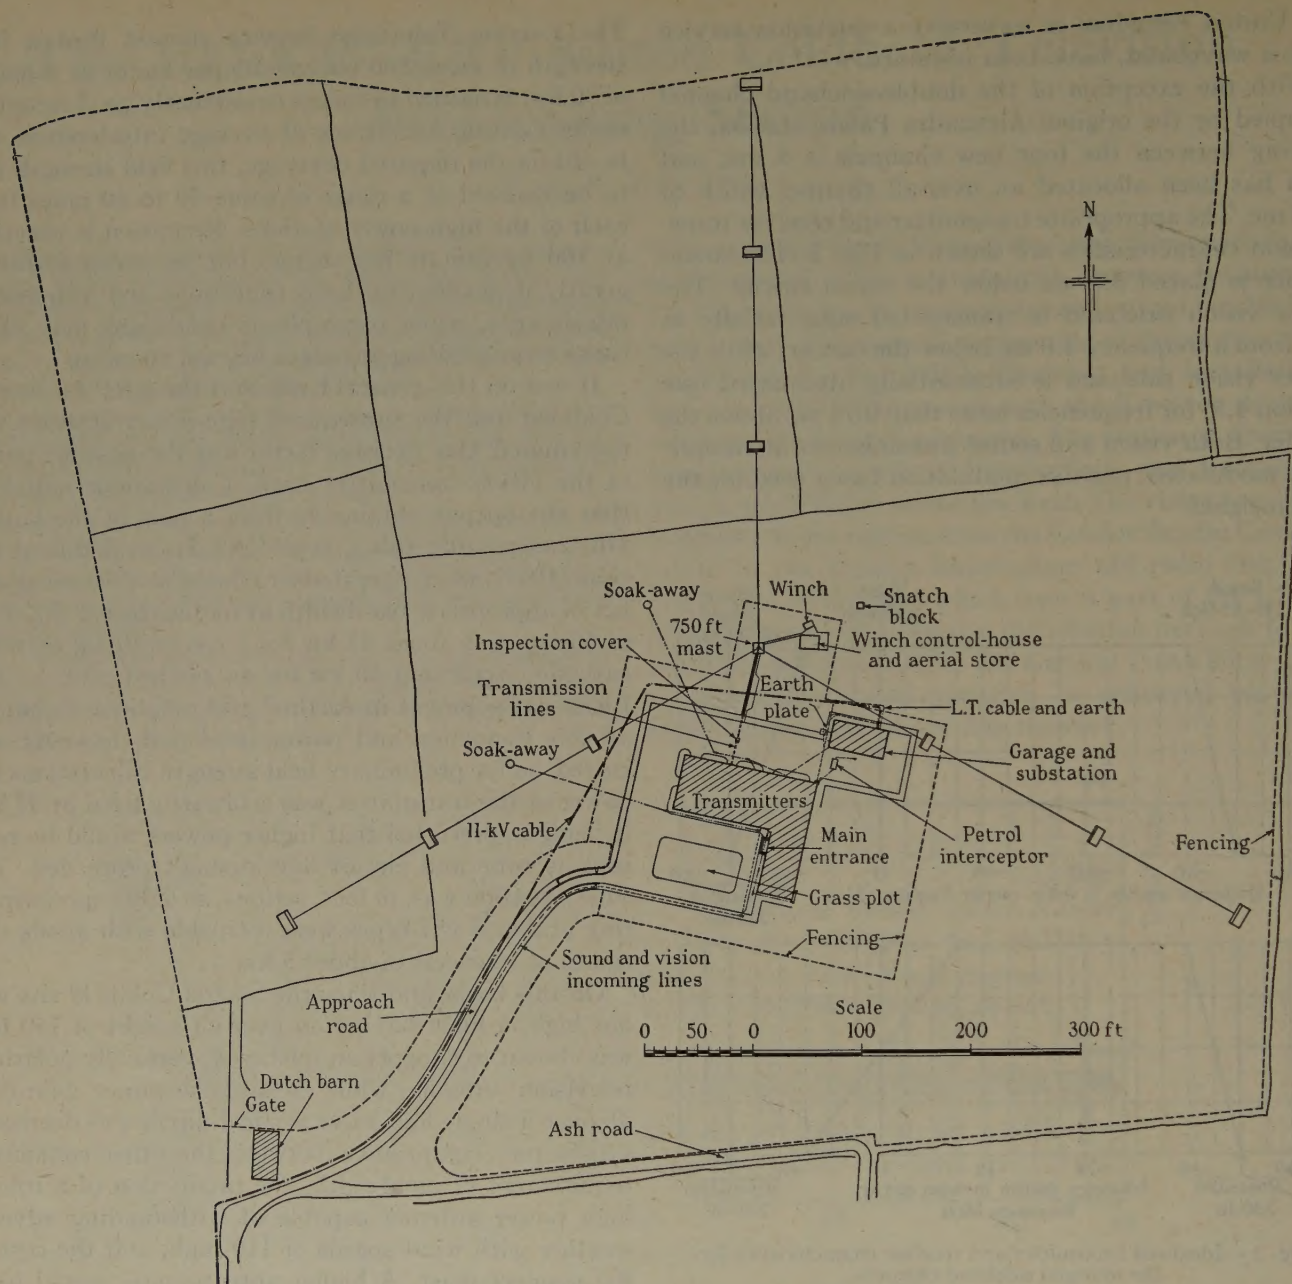 N
Soak-away
Winch
Snatch
block
750 ft
mast
Inspection cover
Winch control-house
and aerial store
Transmission
lines
Earth
plate
L.T. cable and earth
Soak-away
Garage and
substation
Transmitters
11-kV cable
Main
entrance
Petrol
interceptor
Fencing
Grass plot
Fencing
Sound and vision
incoming lines
Approach
road
Scale
0 50 0 100 200 300 ft
Dutch barn
Gate
Ash road